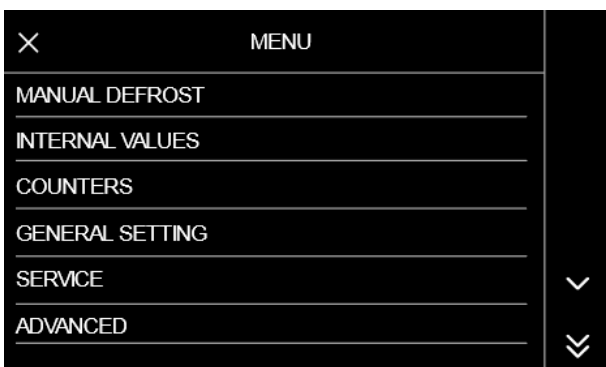 MENU
MANUAL DEFROST
INTERNAL VALUES
COUNTERS
GENERAL SETTING
SERVICE
ADVANCED